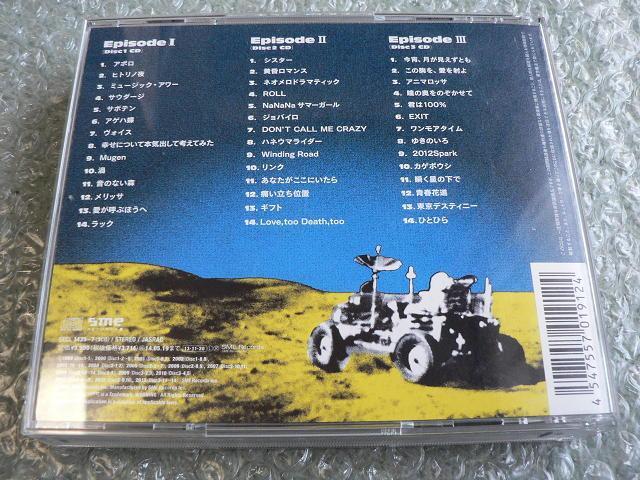 Episode I
Disc1 CD
1. アポロ
2. ヒトリノ夜
3. ミュージック・アワー
4. サウダージ
5. サボテン
6. アゲハ蝶
7. ヴォイス
8. 幸せについて本気出して考えてみた
9. Mugen
10. 渦
11. 音のない森
12. メリッサ
13. 愛が呼ぶほうへ
14. ラック
Episode II
Disc2 CD
1. シスター
2. 黄昏ロマンス
3. ネオメロドラマティック
4. ROLL
5. NaNaNa サマーガール
6. ジョバイロ
7. DON'T CALL ME CRAZY
8. ハネウマライダー
9. Winding Road
10. リンク
11. あなたがここにいたら
12. 痛い立ち位置
13. ギフト
14. Love,too Death,too
Episode III
Disc3 CD
1. 今宵、月が見えずとも
2. この胸を、愛を射よ
3. アニマロッサ
4. 瞳の奥をのぞかせて
5. 君は100%
6. EXIT
7. ワンモアタイム
8. ゆきのいろ
9. 2012Spark
10. カゲボウシ
11. 瞬く星の下で
12. 青春花道
13. 東京デスティニー
14. ひとひら
sme
STEREO / JASRAC
SME Records
4 547557 019124